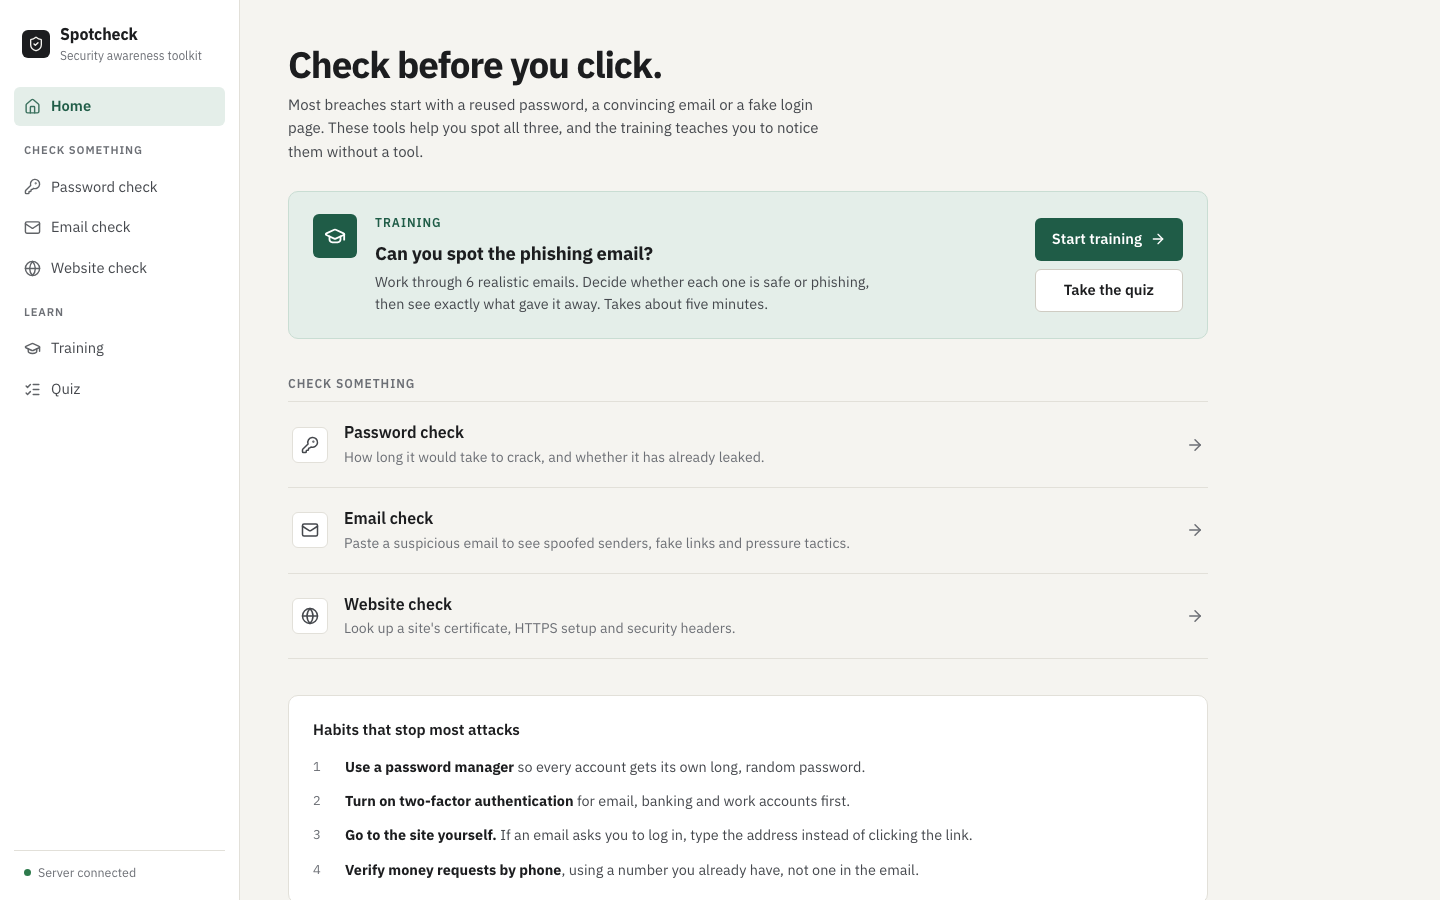 Spotcheck
Security awareness toolkit
Home
CHECK SOMETHING
Password check
Email check
Website check
LEARN
Training
Quiz
Server connected
Check before you click.
Most breaches start with a reused password, a convincing email or a fake login
page. These tools help you spot all three, and the training teaches you to notice
them without a tool.
TRAINING
Can you spot the phishing email?
Work through 6 realistic emails. Decide whether each one is safe or phishing,
then see exactly what gave it away. Takes about five minutes.
Start training
Take the quiz
CHECK SOMETHING
Password check
How long it would take to crack, and whether it has already leaked.
Email check
Paste a suspicious email to see spoofed senders, fake links and pressure tactics.
Website check
Look up a site's certificate, HTTPS setup and security headers.
Habits that stop most attacks
1 Use a password manager so every account gets its own long, random password.
2 Turn on two-factor authentication for email, banking and work accounts first.
3 Go to the site yourself. If an email asks you to log in, type the address instead of clicking the link.
4 Verify money requests by phone, using a number you already have, not one in the email.